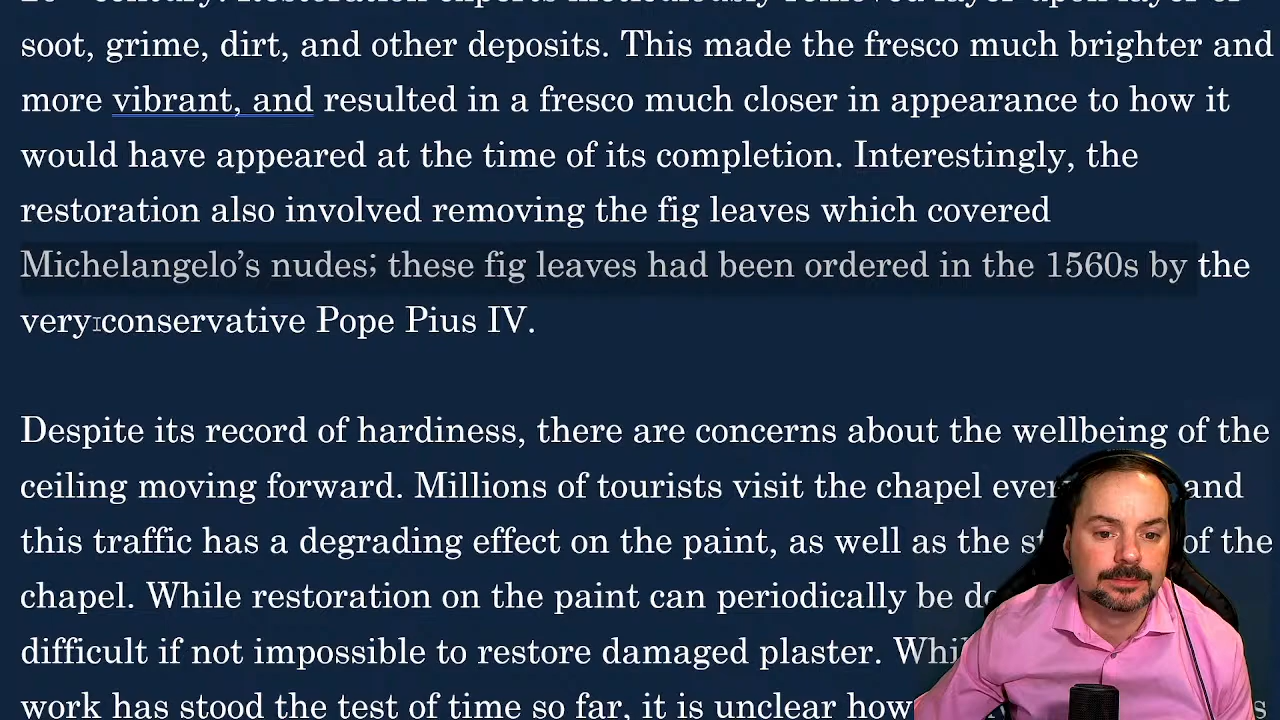 soot, grime, dirt, and other deposits. This made the fresco much brighter and
more vibrant, and resulted in a fresco much closer in appearance to how it
would have appeared at the time of its completion. Interestingly, the
restoration also involved removing the fig leaves which covered
Michelangelo’s nudes; these fig leaves had been ordered in the 1560s by the
very conservative Pope Pius IV.
Despite its record of hardiness, there are concerns about the wellbeing of the
ceiling moving forward. Millions of tourists visit the chapel and
this traffic has a degrading effect on the paint, as well as the of the
chapel. While restoration on the paint can periodically be
difficult if not impossible to restore damaged plaster.
work has stood the test of time so far, it is unclear how